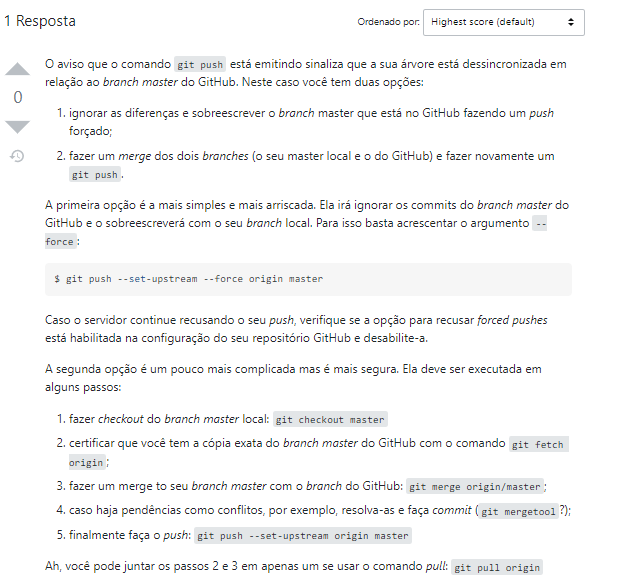 1 Resposta
Ordenado por: Highest score (default)
O aviso que o comando git push está emitindo sinaliza que a sua árvore está dessincronizada em
relação ao branch master do GitHub. Neste caso você tem duas opções:
0
1. ignorar as diferenças e sobreescrever o branch master que está no GitHub fazendo um push
forçado;
2. fazer um merge dos dois branches (o seu master local e o do GitHub) e fazer novamente um
git push.
A primeira opção é a mais simples e mais arriscada. Ela irá ignorar os commits do branch master do
GitHub e o sobreescreverá com o seu branch local. Para isso basta acrescentar o argumento --
force:
$ git push --set-upstream --force origin master
Caso o servidor continue recusando o seu push, verifique se a opção para recusar forced pushes
está habilitada na configuração do seu repositório GitHub e desabilite-a.
A segunda opção é um pouco mais complicada mas é mais segura. Ela deve ser executada em
alguns passos:
1. fazer checkout do branch master local: git checkout master
2. certificar que você tem a cópia exata do branch master do GitHub com o comando git fetch
origin;
3. fazer um merge to seu branch master com o branch do GitHub: git merge origin/master;
4. caso haja pendências como conflitos, por exemplo, resolva-as e faça commit (git mergetool?);
5. finalmente faça o push: git push --set-upstream origin master
Ah, você pode juntar os passos 2 e 3 em apenas um se usar o comando pull: git pull origin